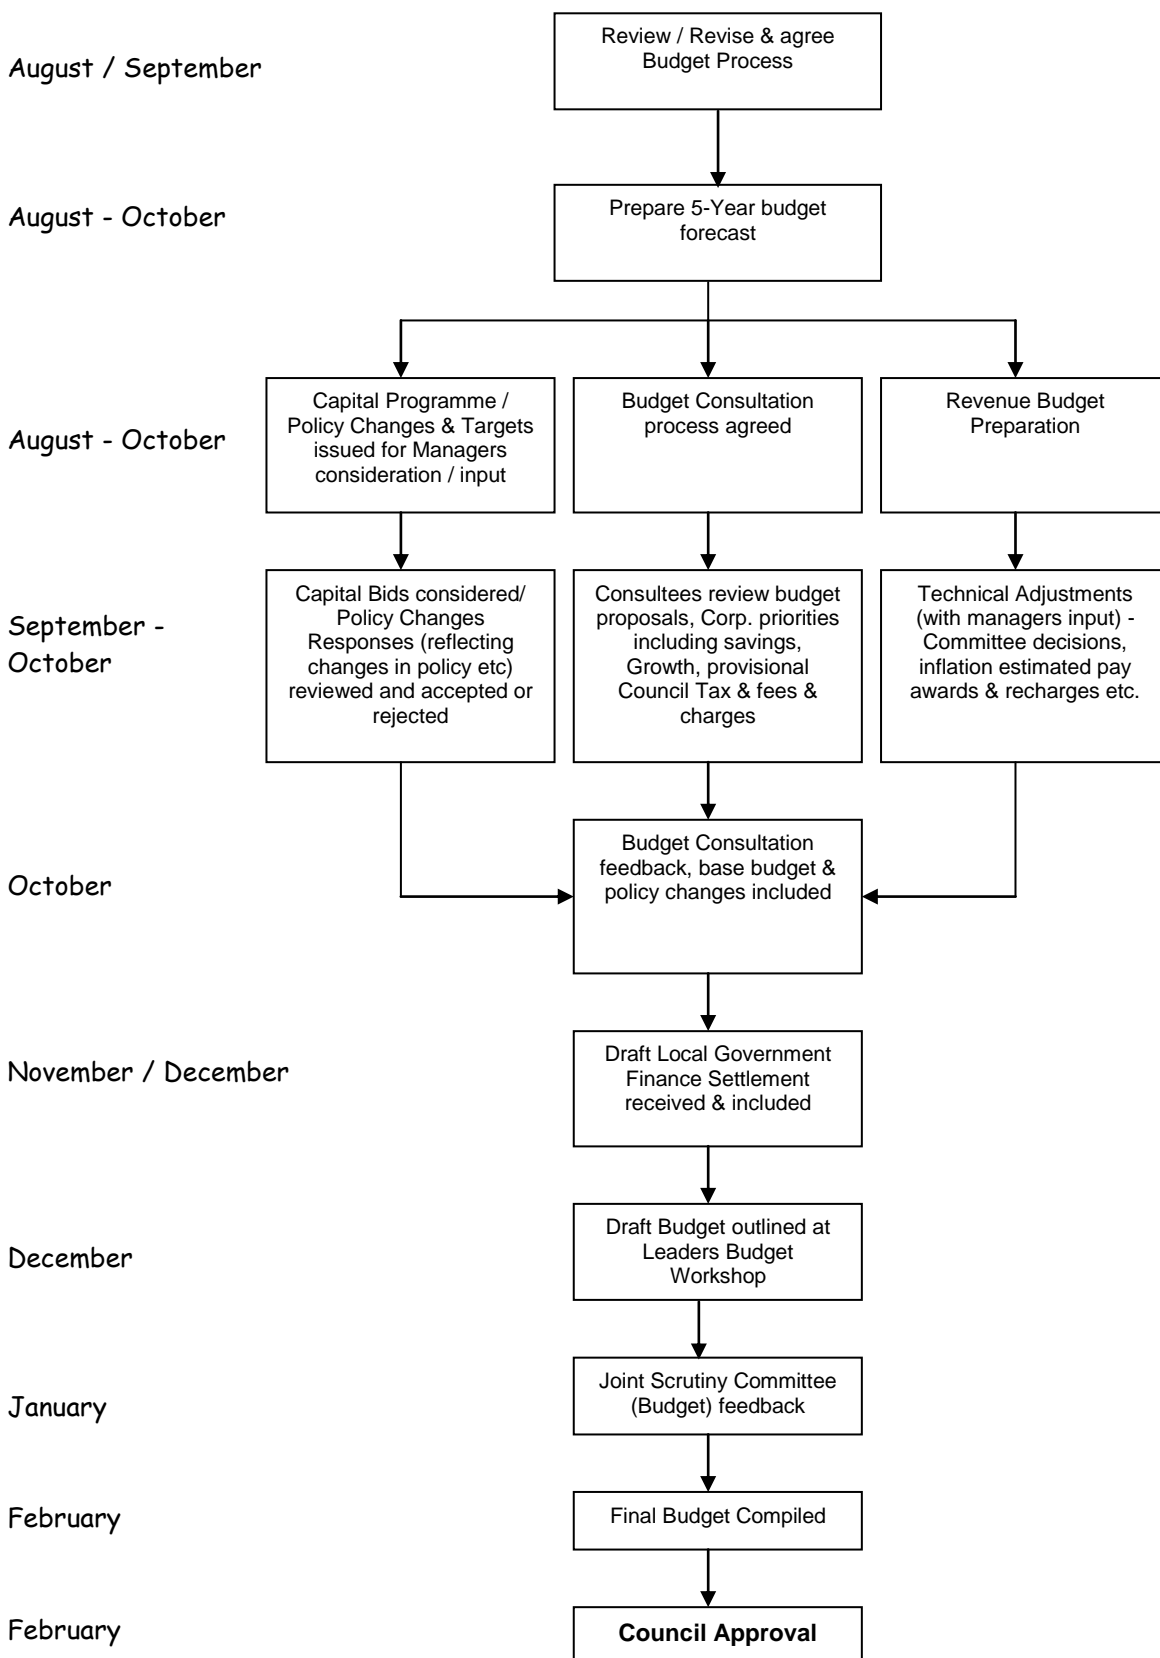 August / September
Review / Revise & agree
Budget Process
August - October
Prepare 5-Year budget
forecast
August - October
Capital Programme /
Policy Changes & Targets
issued for Managers
consideration / input
Budget Consultation
process agreed
Revenue Budget
Preparation
September -
October
Capital Bids considered/
Policy Changes
Responses (reflecting
changes in policy etc)
reviewed and accepted or
rejected
Consultees review budget
proposals, Corp. priorities
including savings,
Growth, provisional
Council Tax & fees &
charges
Technical Adjustments
(with managers input) -
Committee decisions,
inflation estimated pay
awards & recharges etc.
October
Budget Consultation
feedback, base budget &
policy changes included
November / December
Draft Local Government
Finance Settlement
received & included
December
Draft Budget outlined at
Leaders Budget
Workshop
January
Joint Scrutiny Committee
(Budget) feedback
February
Final Budget Compiled
February
Council Approval